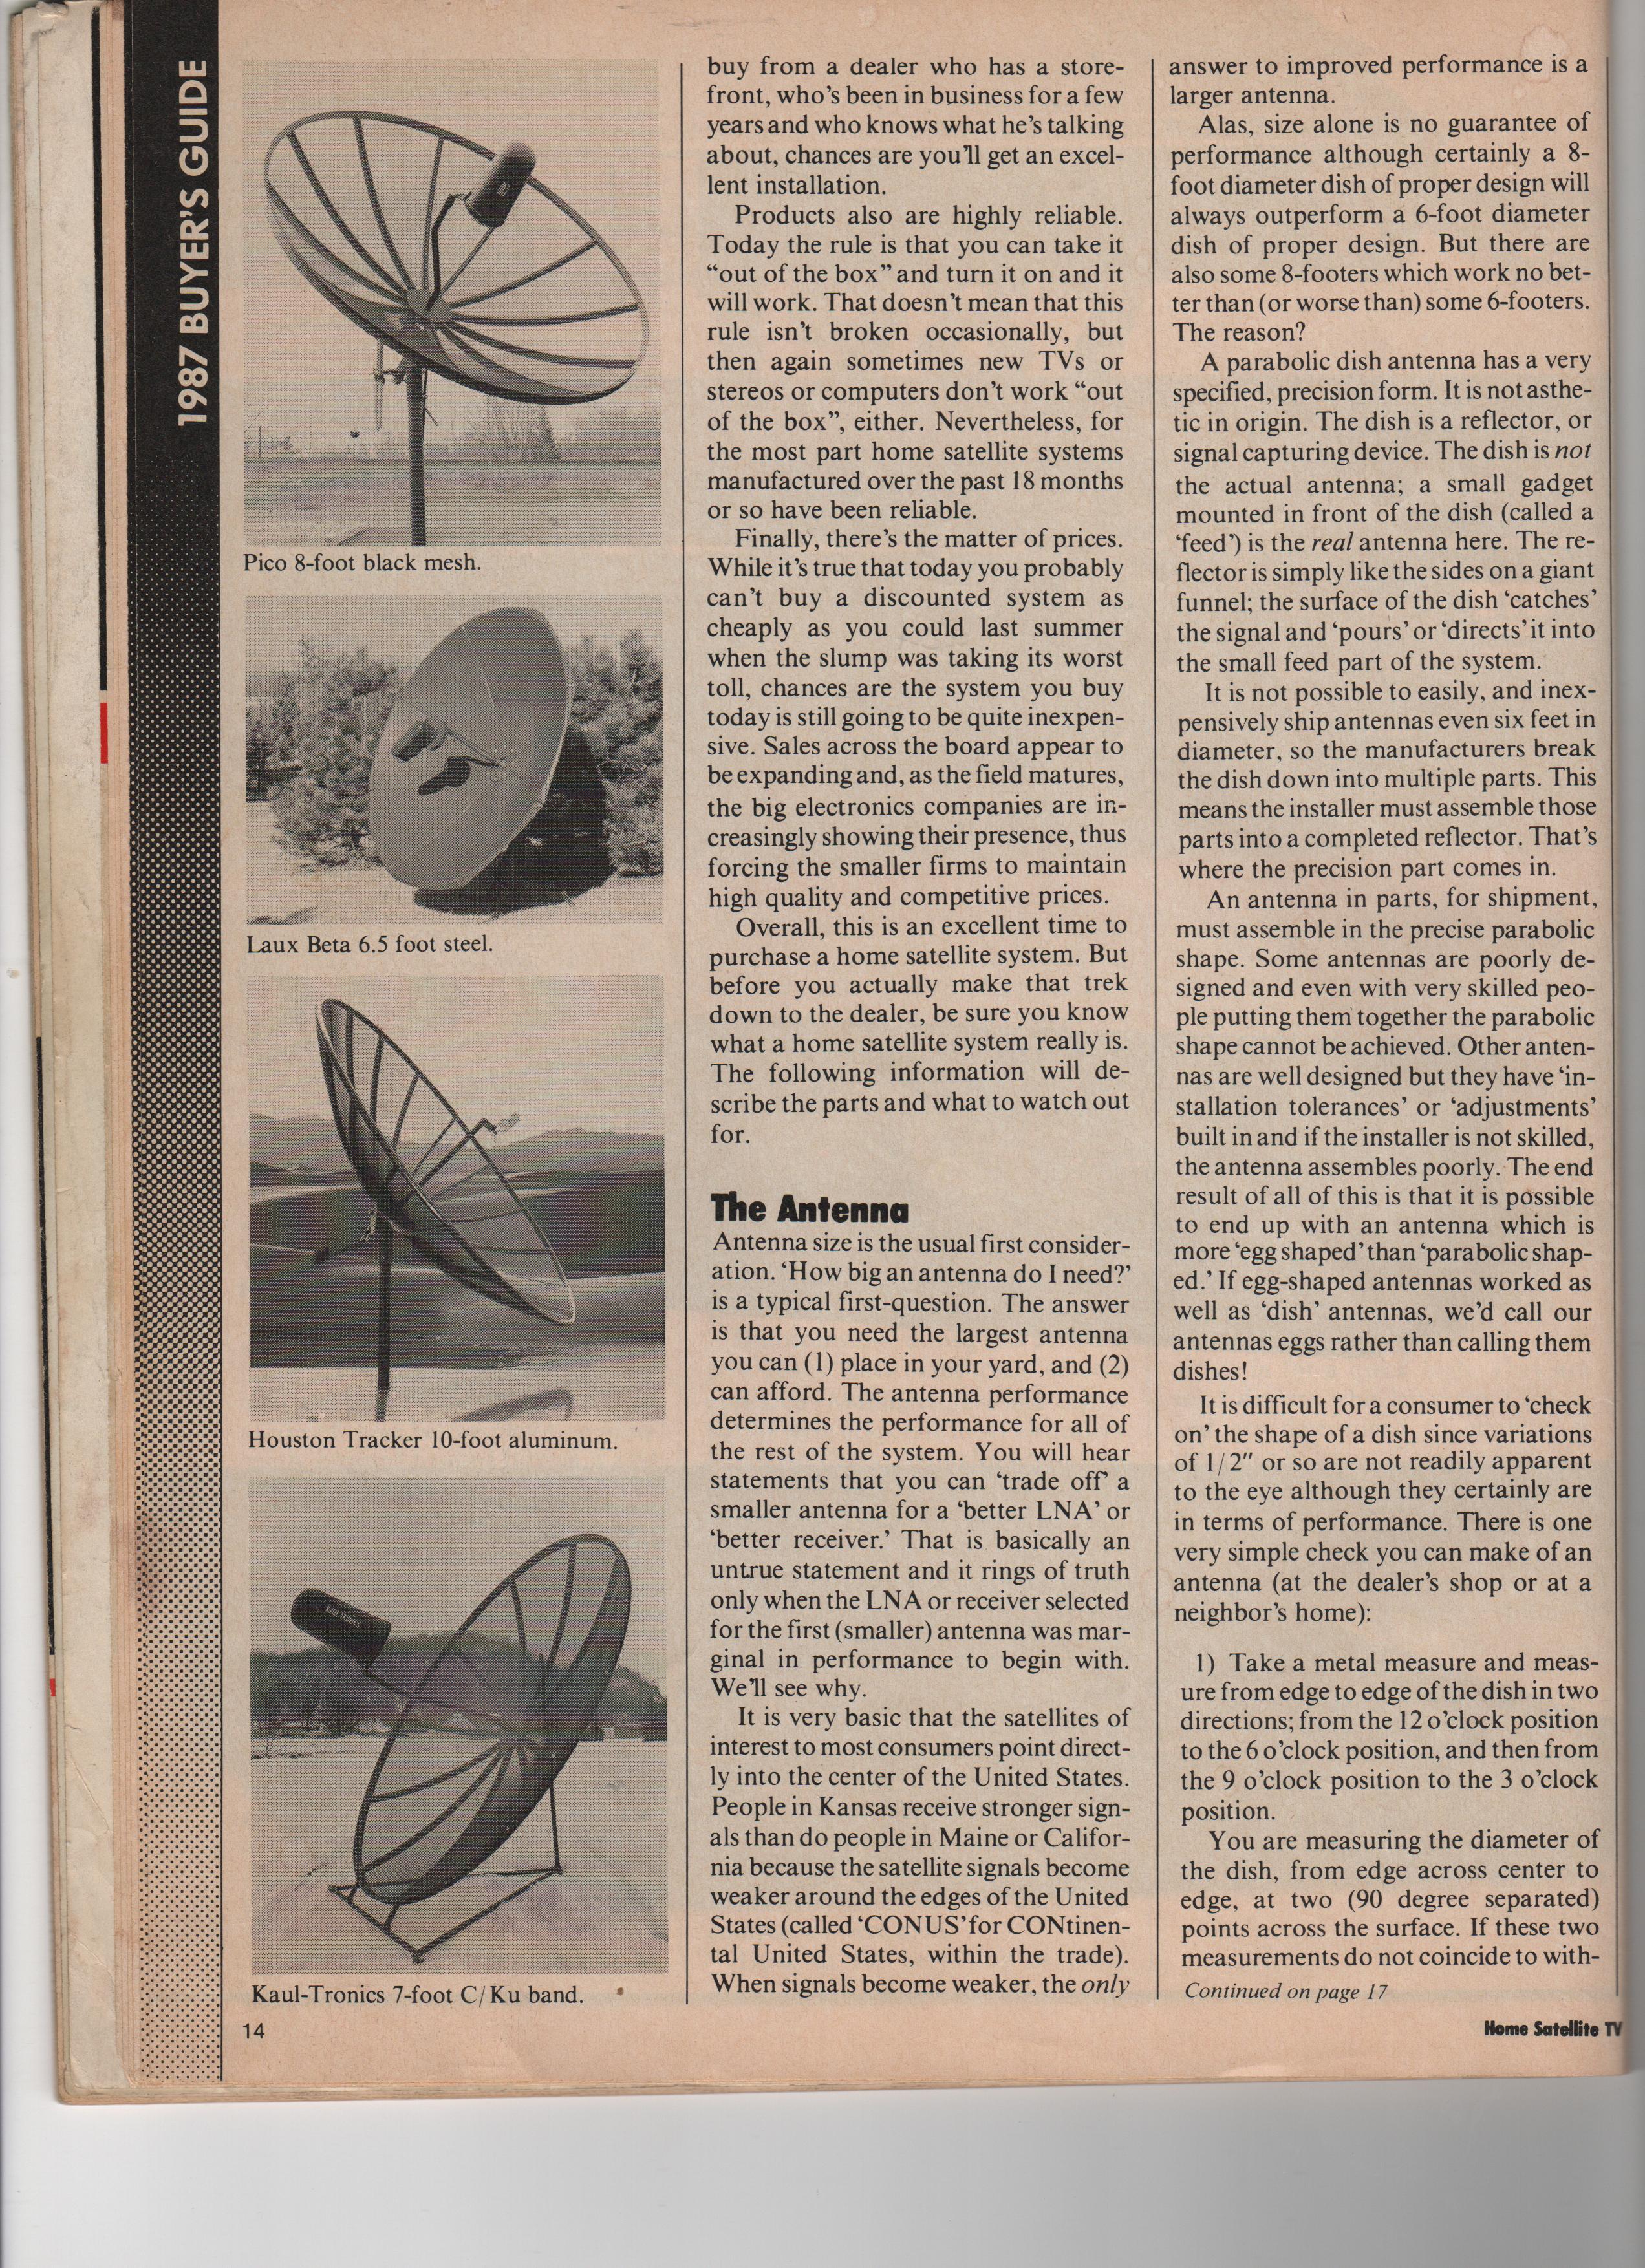 1987 BUYER'S GUIDE
Pico 8-foot black mesh.
Laux Beta 6.5 foot steel.
Houston Tracker 10-foot aluminum.
Kaul-Tronics 7-foot C/Ku band.
buy from a dealer who has a store-
front, who's been in business for a few
years and who knows what he's talking
about, chances are you'll get an excel-
lent installation.
Products also are highly reliable.
Today the rule is that you can take it
“out of the box” and turn it on and it
will work. That doesn't mean that this
rule isn't broken occasionally, but
then again sometimes new TVs or
stereos or computers don't work “out
of the box”, either. Nevertheless, for
the most part home satellite systems
manufactured over the past 18 months
or so have been reliable.
Finally, there's the matter of prices.
While it's true that today you probably
can't buy a discounted system as
cheaply as you could last summer
when the slump was taking its worst
toll, chances are the system you buy
today is still going to be quite inexpen-
sive. Sales across the board appear to
be expanding and, as the field matures,
the big electronics companies are in-
creasingly showing their presence, thus
forcing the smaller firms to maintain
high quality and competitive prices.
Overall, this is an excellent time to
purchase a home satellite system. But
before you actually make that trek
down to the dealer, be sure you know
what a home satellite system really is.
The following information will de-
scribe the parts and what to watch out
for.
The Antenna
Antenna size is the usual first consider-
ation. ‘How big an antenna do I need?’
is a typical first-question. The answer
is that you need the largest antenna
you can (1) place in your yard, and (2)
can afford. The antenna performance
determines the performance for all of
the rest of the system. You will hear
statements that you can ‘trade off’ a
smaller antenna for a ‘better LNA’ or
‘better receiver.’ That is basically an
untrue statement and it rings of truth
only when the LNA or receiver selected
for the first (smaller) antenna was mar-
ginal in performance to begin with.
We'll see why.
It is very basic that the satellites of
interest to most consumers point direct-
ly into the center of the United States.
People in Kansas receive stronger sign-
als than do people in Maine or Califor-
nia because the satellite signals become
weaker around the edges of the United
States (called ‘CONUS’ for CONtinen-
tal United States, within the trade).
When signals become weaker, the only
answer to improved performance is a
larger antenna.
Alas, size alone is no guarantee of
performance although certainly a 8-
foot diameter dish of proper design will
always outperform a 6-foot diameter
dish of proper design. But there are
also some 8-footers which work no bet-
ter than (or worse than) some 6-footers.
The reason?
A parabolic dish antenna has a very
specified, precision form. It is not asthe-
tic in origin. The dish is a reflector, or
signal capturing device. The dish is not
the actual antenna; a small gadget
mounted in front of the dish (called a
‘feed’) is the real antenna here. The re-
flector is simply like the sides on a giant
funnel; the surface of the dish ‘catches’
the signal and ‘pours’ or ‘directs’ it into
the small feed part of the system.
It is not possible to easily, and inex-
pensively ship antennas even six feet in
diameter, so the manufacturers break
the dish down into multiple parts. This
means the installer must assemble those
parts into a completed reflector. That's
where the precision part comes in.
An antenna in parts, for shipment,
must assemble in the precise parabolic
shape. Some antennas are poorly de-
signed and even with very skilled peo-
ple putting them together the parabolic
shape cannot be achieved. Other anten-
nas are well designed but they have ‘in-
stallation tolerances’ or ‘adjustments’
built in and if the installer is not skilled,
the antenna assembles poorly. The end
result of all of this is that it is possible
to end up with an antenna which is
more ‘egg shaped’ than ‘parabolic shap-
ed.’ If egg-shaped antennas worked as
well as ‘dish’ antennas, we'd call our
antennas eggs rather than calling them
dishes!
It is difficult for a consumer to ‘check
on’ the shape of a dish since variations
of 1/2″ or so are not readily apparent
to the eye although they certainly are
in terms of performance. There is one
very simple check you can make of an
antenna (at the dealer's shop or at a
neighbor's home):
1) Take a metal measure and meas-
ure from edge to edge of the dish in two
directions; from the 12 o'clock position
to the 6 o'clock position, and then from
the 9 o'clock position to the 3 o'clock
position.
You are measuring the diameter of
the dish, from edge across center to
edge, at two (90 degree separated)
points across the surface. If these two
measurements do not coincide to with-
Continued on page 17
14
Home Satellite TV